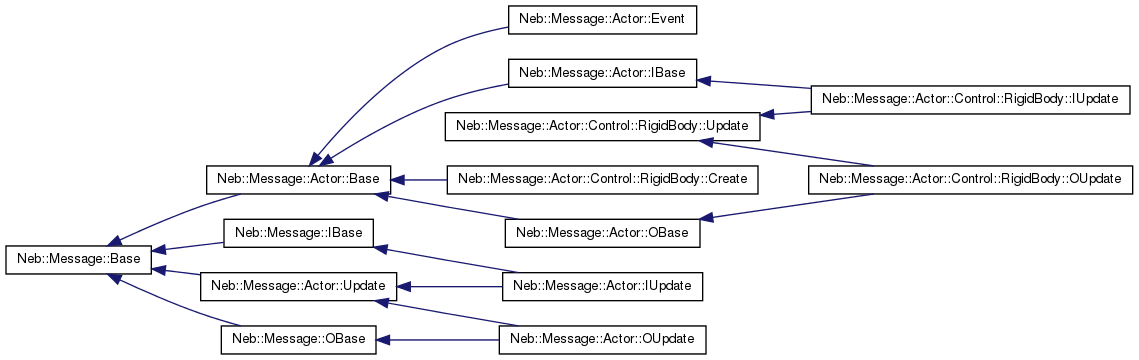 Neb::Message::Actor::Event
Neb::Message::Actor::IBase
Neb::Message::Actor::Control::RigidBody::IUpdate
Neb::Message::Actor::Control::RigidBody::Update
Neb::Message::Actor::Base
Neb::Message::Actor::Control::RigidBody::Create
Neb::Message::Actor::Control::RigidBody::OUpdate
Neb::Message::IBase
Neb::Message::Actor::OBase
Neb::Message::Base
Neb::Message::Actor::Update
Neb::Message::Actor::IUpdate
Neb::Message::OBase
Neb::Message::Actor::OUpdate